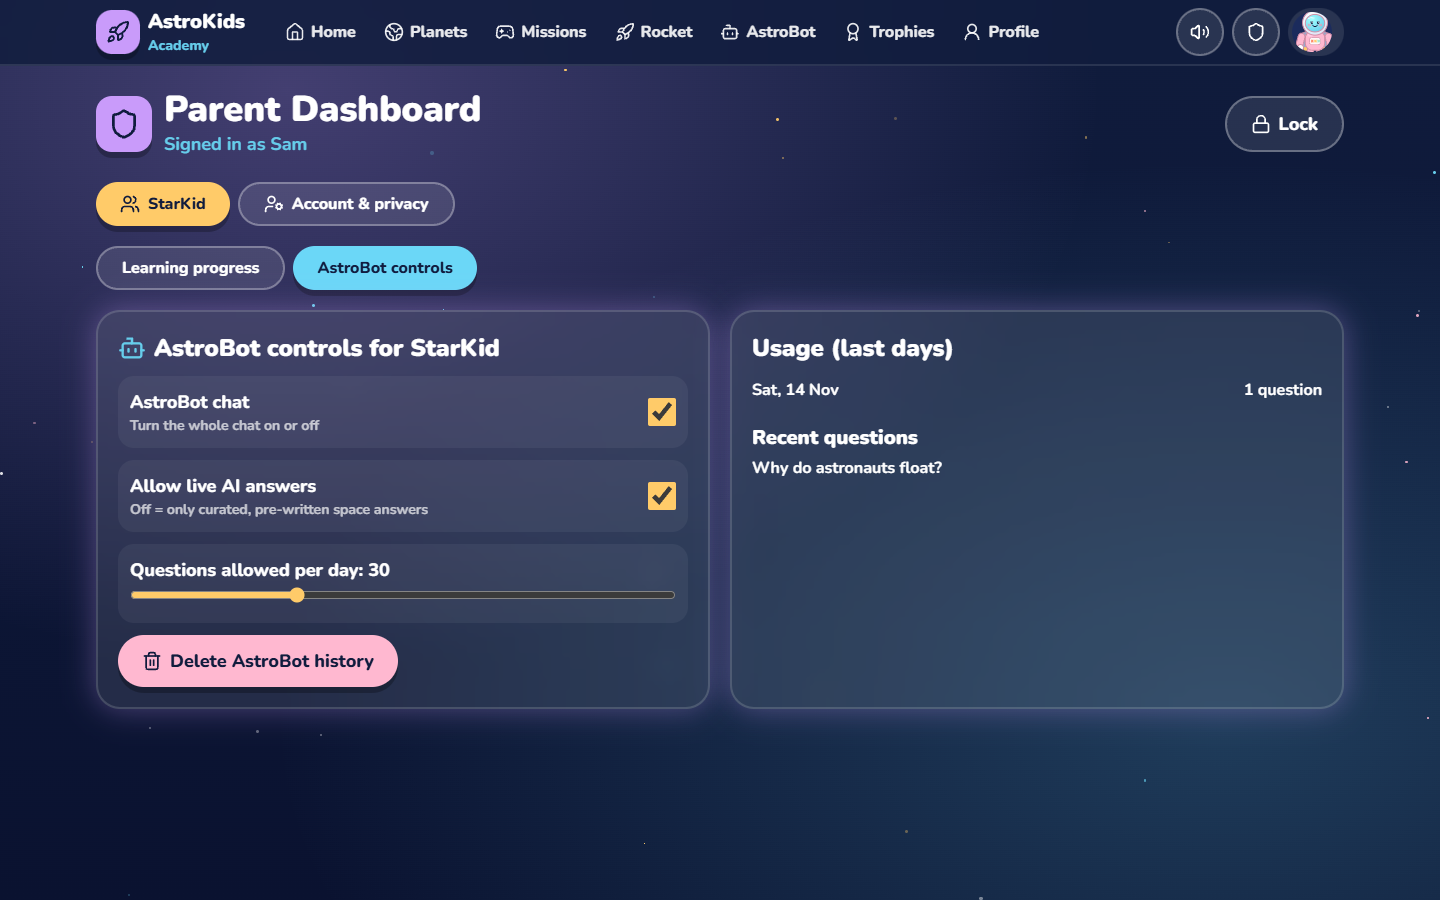 AstroKids
Academy
Home
Planets
Missions
Rocket
AstroBot
Trophies
Profile
Parent Dashboard
Signed in as Sam
Lock
StarKid
Account & privacy
Learning progress
AstroBot controls
AstroBot controls for StarKid
AstroBot chat
Turn the whole chat on or off
Allow live AI answers
Off = only curated, pre-written space answers
Questions allowed per day: 30
Delete AstroBot history
Usage (last days)
Sat, 14 Nov
1 question
Recent questions
Why do astronauts float?